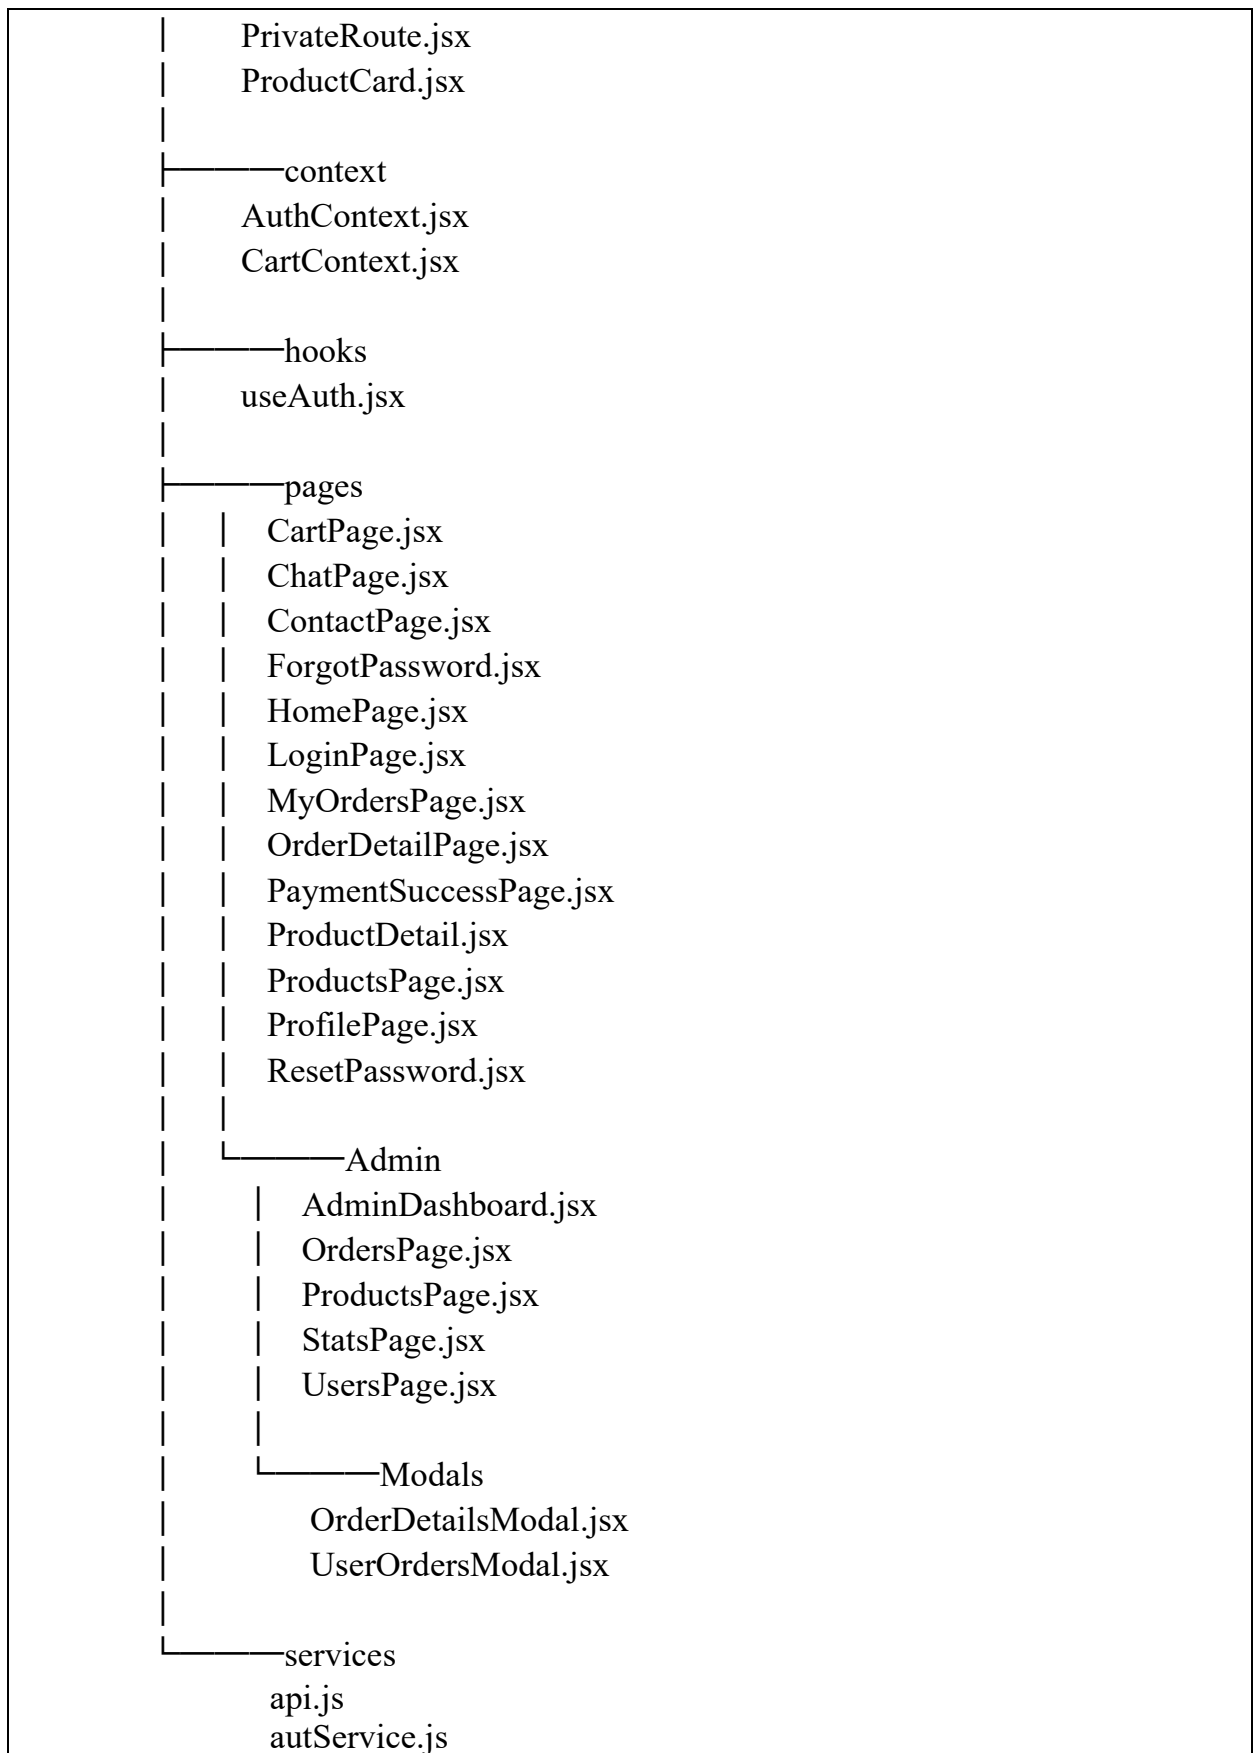 │ PrivateRoute.jsx
│ ProductCard.jsx
│
├────context
│ AuthContext.jsx
│ CartContext.jsx
│
├────hooks
│ useAuth.jsx
│
├────pages
│ │ CartPage.jsx
│ │ ChatPage.jsx
│ │ ContactPage.jsx
│ │ ForgotPassword.jsx
│ │ HomePage.jsx
│ │ LoginPage.jsx
│ │ MyOrdersPage.jsx
│ │ OrderDetailPage.jsx
│ │ PaymentSuccessPage.jsx
│ │ ProductDetail.jsx
│ │ ProductsPage.jsx
│ │ ProfilePage.jsx
│ │ ResetPassword.jsx
│ │
│ └────Admin
│ │ AdminDashboard.jsx
│ │ OrdersPage.jsx
│ │ ProductsPage.jsx
│ │ StatsPage.jsx
│ │ UsersPage.jsx
│ │
│ └────Modals
│ OrderDetailsModal.jsx
│ UserOrdersModal.jsx
│
└────services
api.js
autService.js